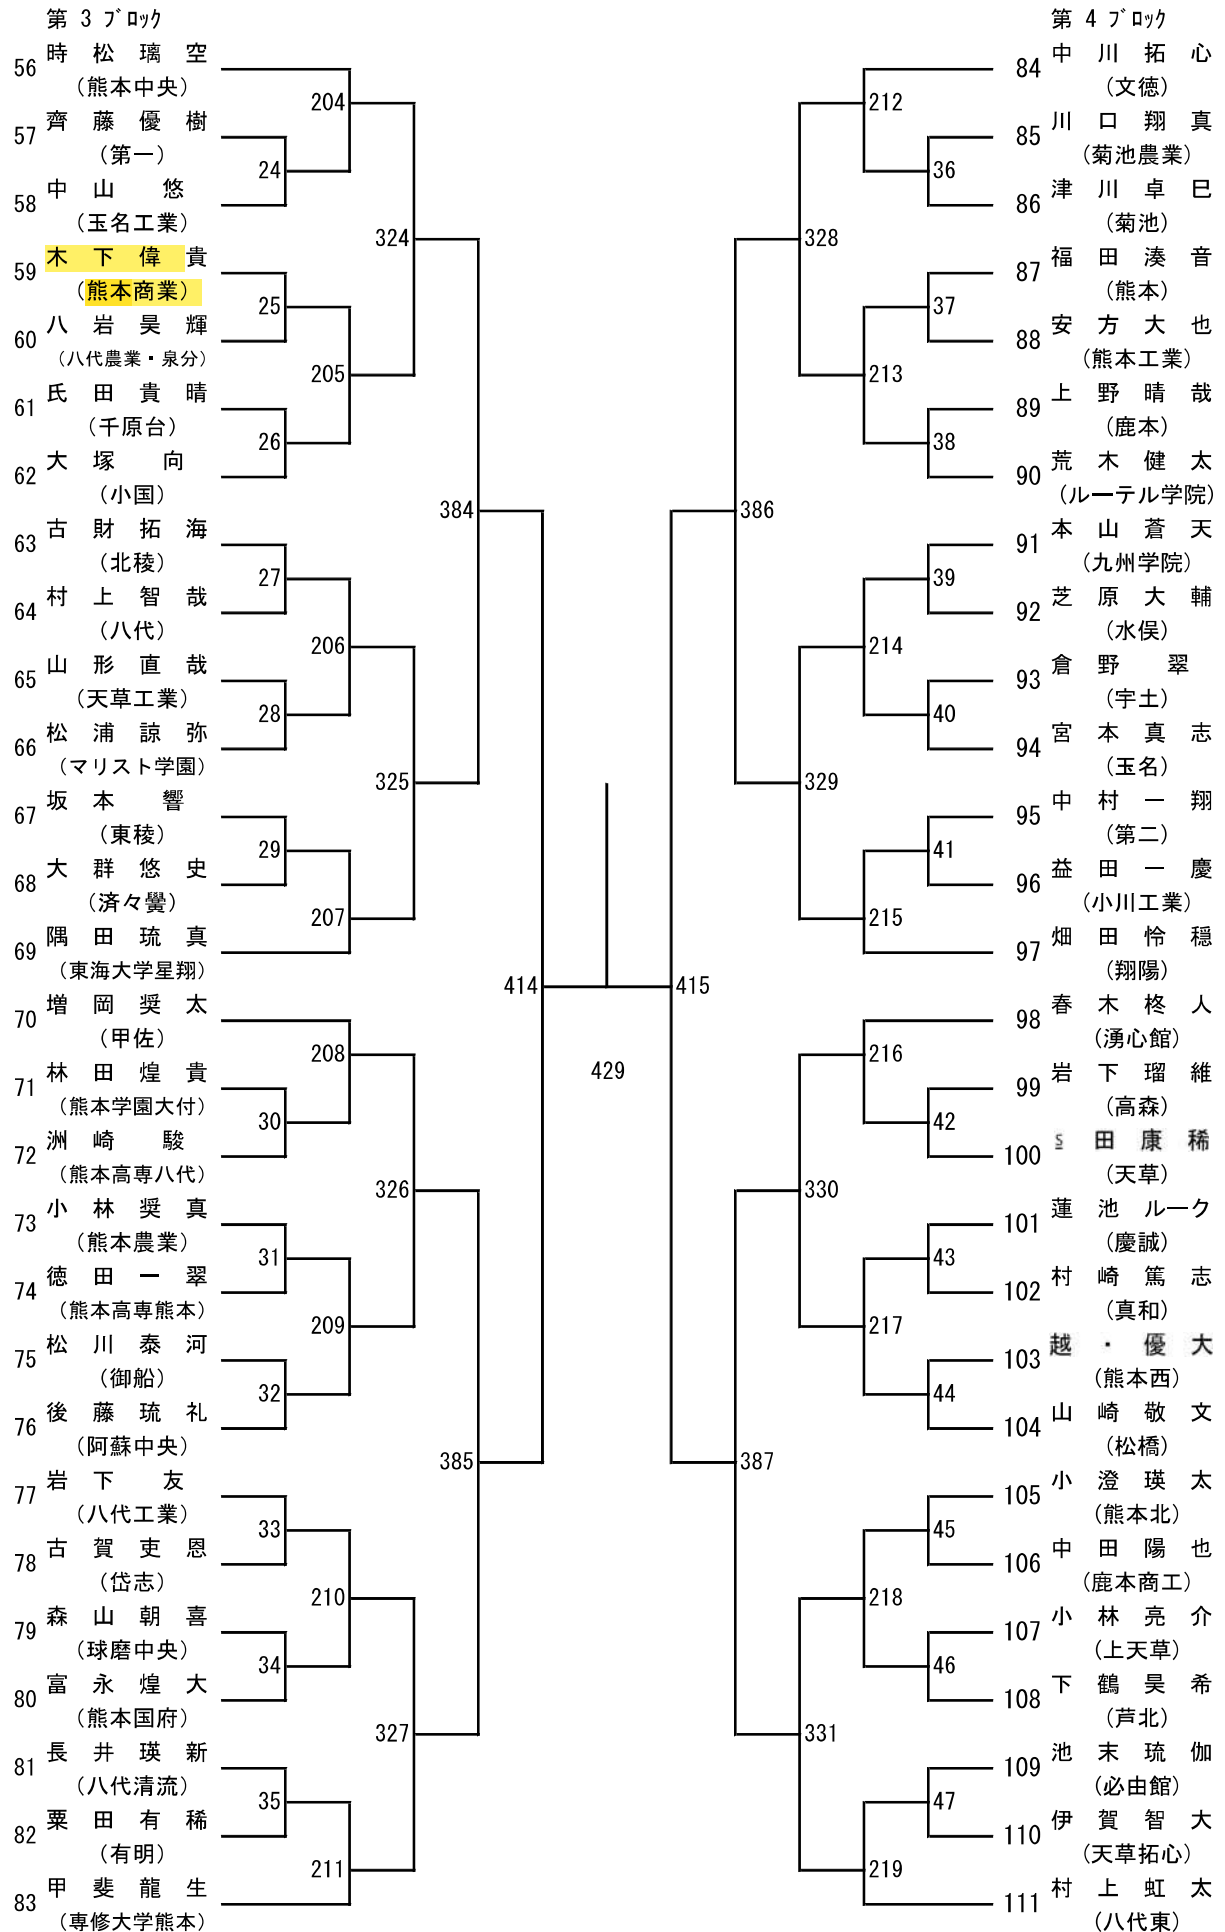 第 3 ブロック
56 時 松 璃 空
(熊本中央)
204
57 齊 藤 優 樹
(第一)
24
58 中 山 悠
(玉名工業)
324
59 木 下 偉 貴
(熊本商業)
25
60 八 岩 昊 輝
(八代農業・泉分)
205
61 氏 田 貴 晴
(千原台)
26
62 大 塚 向
(小国)
384
63 古 財 拓 海
(北稜)
27
64 村 上 智 哉
(八代)
206
65 山 形 直 哉
(天草工業)
28
66 松 浦 諒 弥
(マリスト学園)
325
67 坂 本 響
(東稜)
29
68 大 群 悠 史
(済々黌)
207
69 隅 田 琉 真
(東海大学星翔)
414
70 増 岡 奨 太
(甲佐)
208
71 林 田 煌 貴
(熊本学園大付)
30
72 洲 崎 駿
(熊本高専八代)
326
73 小 林 奨 真
(熊本農業)
31
74 徳 田 一 翠
(熊本高専熊本)
209
75 松 川 泰 河
(御船)
32
76 後 藤 琉 礼
(阿蘇中央)
385
77 岩 下 友
(八代工業)
33
78 古 賀 吏 恩
(岱志)
210
79 森 山 朝 喜
(球磨中央)
34
80 富 永 煌 大
(熊本国府)
327
81 長 井 瑛 新
(八代清流)
35
82 粟 田 有 稀
(有明)
211
83 甲 斐 龍 生
(専修大学熊本)
429
第 4 ブロック
84 中 川 拓 心
(文徳)
212
85 川 口 翔 真
(菊池農業)
36
86 津 川 卓 巳
(菊池)
328
87 福 田 湊 音
(熊本)
37
88 安 方 大 也
(熊本工業)
213
89 上 野 晴 哉
(鹿本)
38
90 荒 木 健 太
(ルーテル学院)
386
91 本 山 蒼 天
(九州学院)
39
92 芝 原 大 輔
(水俣)
214
93 倉 野 翠
(宇土)
40
94 宮 本 真 志
(玉名)
329
95 中 村 一 翔
(第二)
41
96 益 田 一 慶
(小川工業)
215
97 畑 田 怜 穏
(翔陽)
415
98 春 木 柊 人
(湧心館)
216
99 岩 下 瑠 維
(高森)
42
100 田 康 稀
(天草)
330
101 蓮 池 ルーク
(慶誠)
43
102 村 崎 篤 志
(真和)
217
103 越 ・ 優 大
(熊本西)
44
104 山 崎 敬 文
(松橋)
387
105 小 澄 瑛 太
(熊本北)
45
106 中 田 陽 也
(鹿本商工)
218
107 小 林 亮 介
(上天草)
46
108 下 鶴 昊 希
(芦北)
331
109 池 末 琉 伽
(必由館)
47
110 伊 賀 智 大
(天草拓心)
219
111 村 上 虹 太
(八代東)